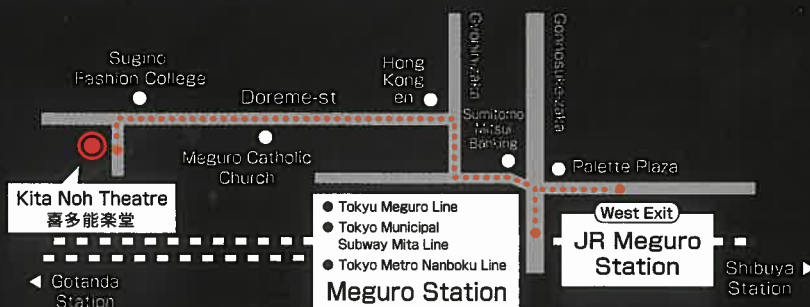 Sugino
Fashion College
Hong
Kong
en
Gyoninzaka
Gonnosukezaka
Doreme-st
Sumitomo
Mitsui
Banking
Meguro Catholic
Church
Palette Plaza
Kita Noh Theatre
喜多能楽堂
● Tokyu Meguro Line
● Tokyo Municipal
Subway Mita Line
● Tokyo Metro Nanboku Line
Meguro Station
West Exit
JR Meguro
Station
◀ Gotanda
Station
Shibuya ▶
Station